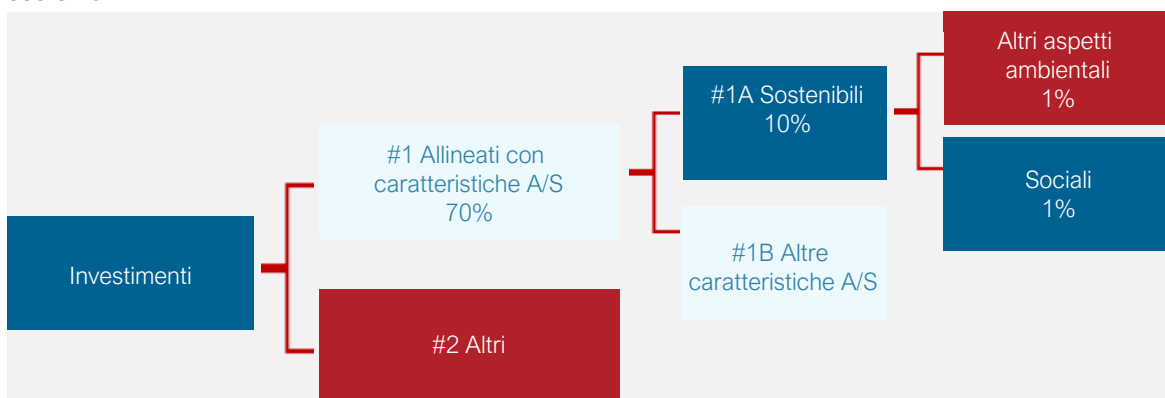 Altri aspetti
ambientali
1%
#1A Sostenibili
10%
#1 Allineati con
caratteristiche A/S
70%
Sociali
1%
#1B Altre
caratteristiche A/S
Investimenti
#2 Altri